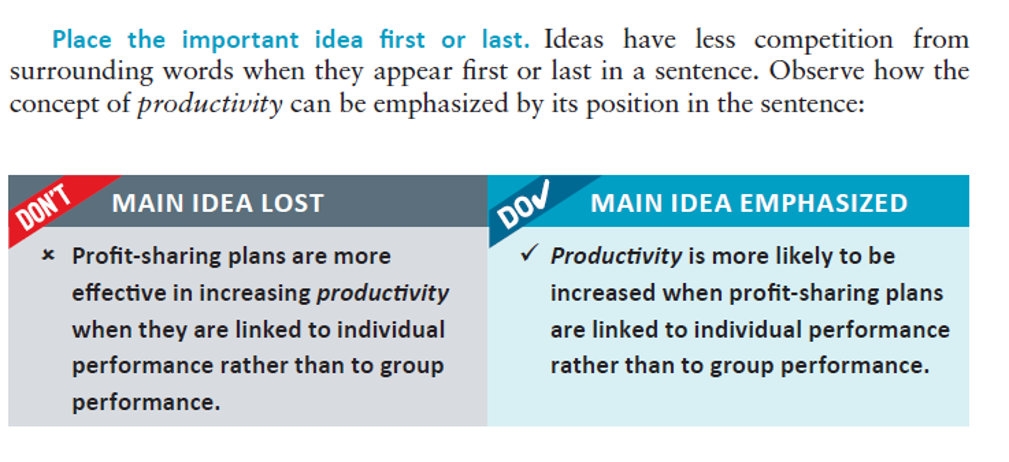 Place the important idea first or last. Ideas have less competition from
surrounding words when they appear first or last in a sentence. Observe how the
concept of productivity can be emphasized by its position in the sentence:
DON'T MAIN IDEA LOST
✗ Profit-sharing plans are more
effective in increasing productivity
when they are linked to individual
performance rather than to group
performance.
DO✓ MAIN IDEA EMPHASIZED
✓ Productivity is more likely to be
increased when profit-sharing plans
are linked to individual performance
rather than to group performance.